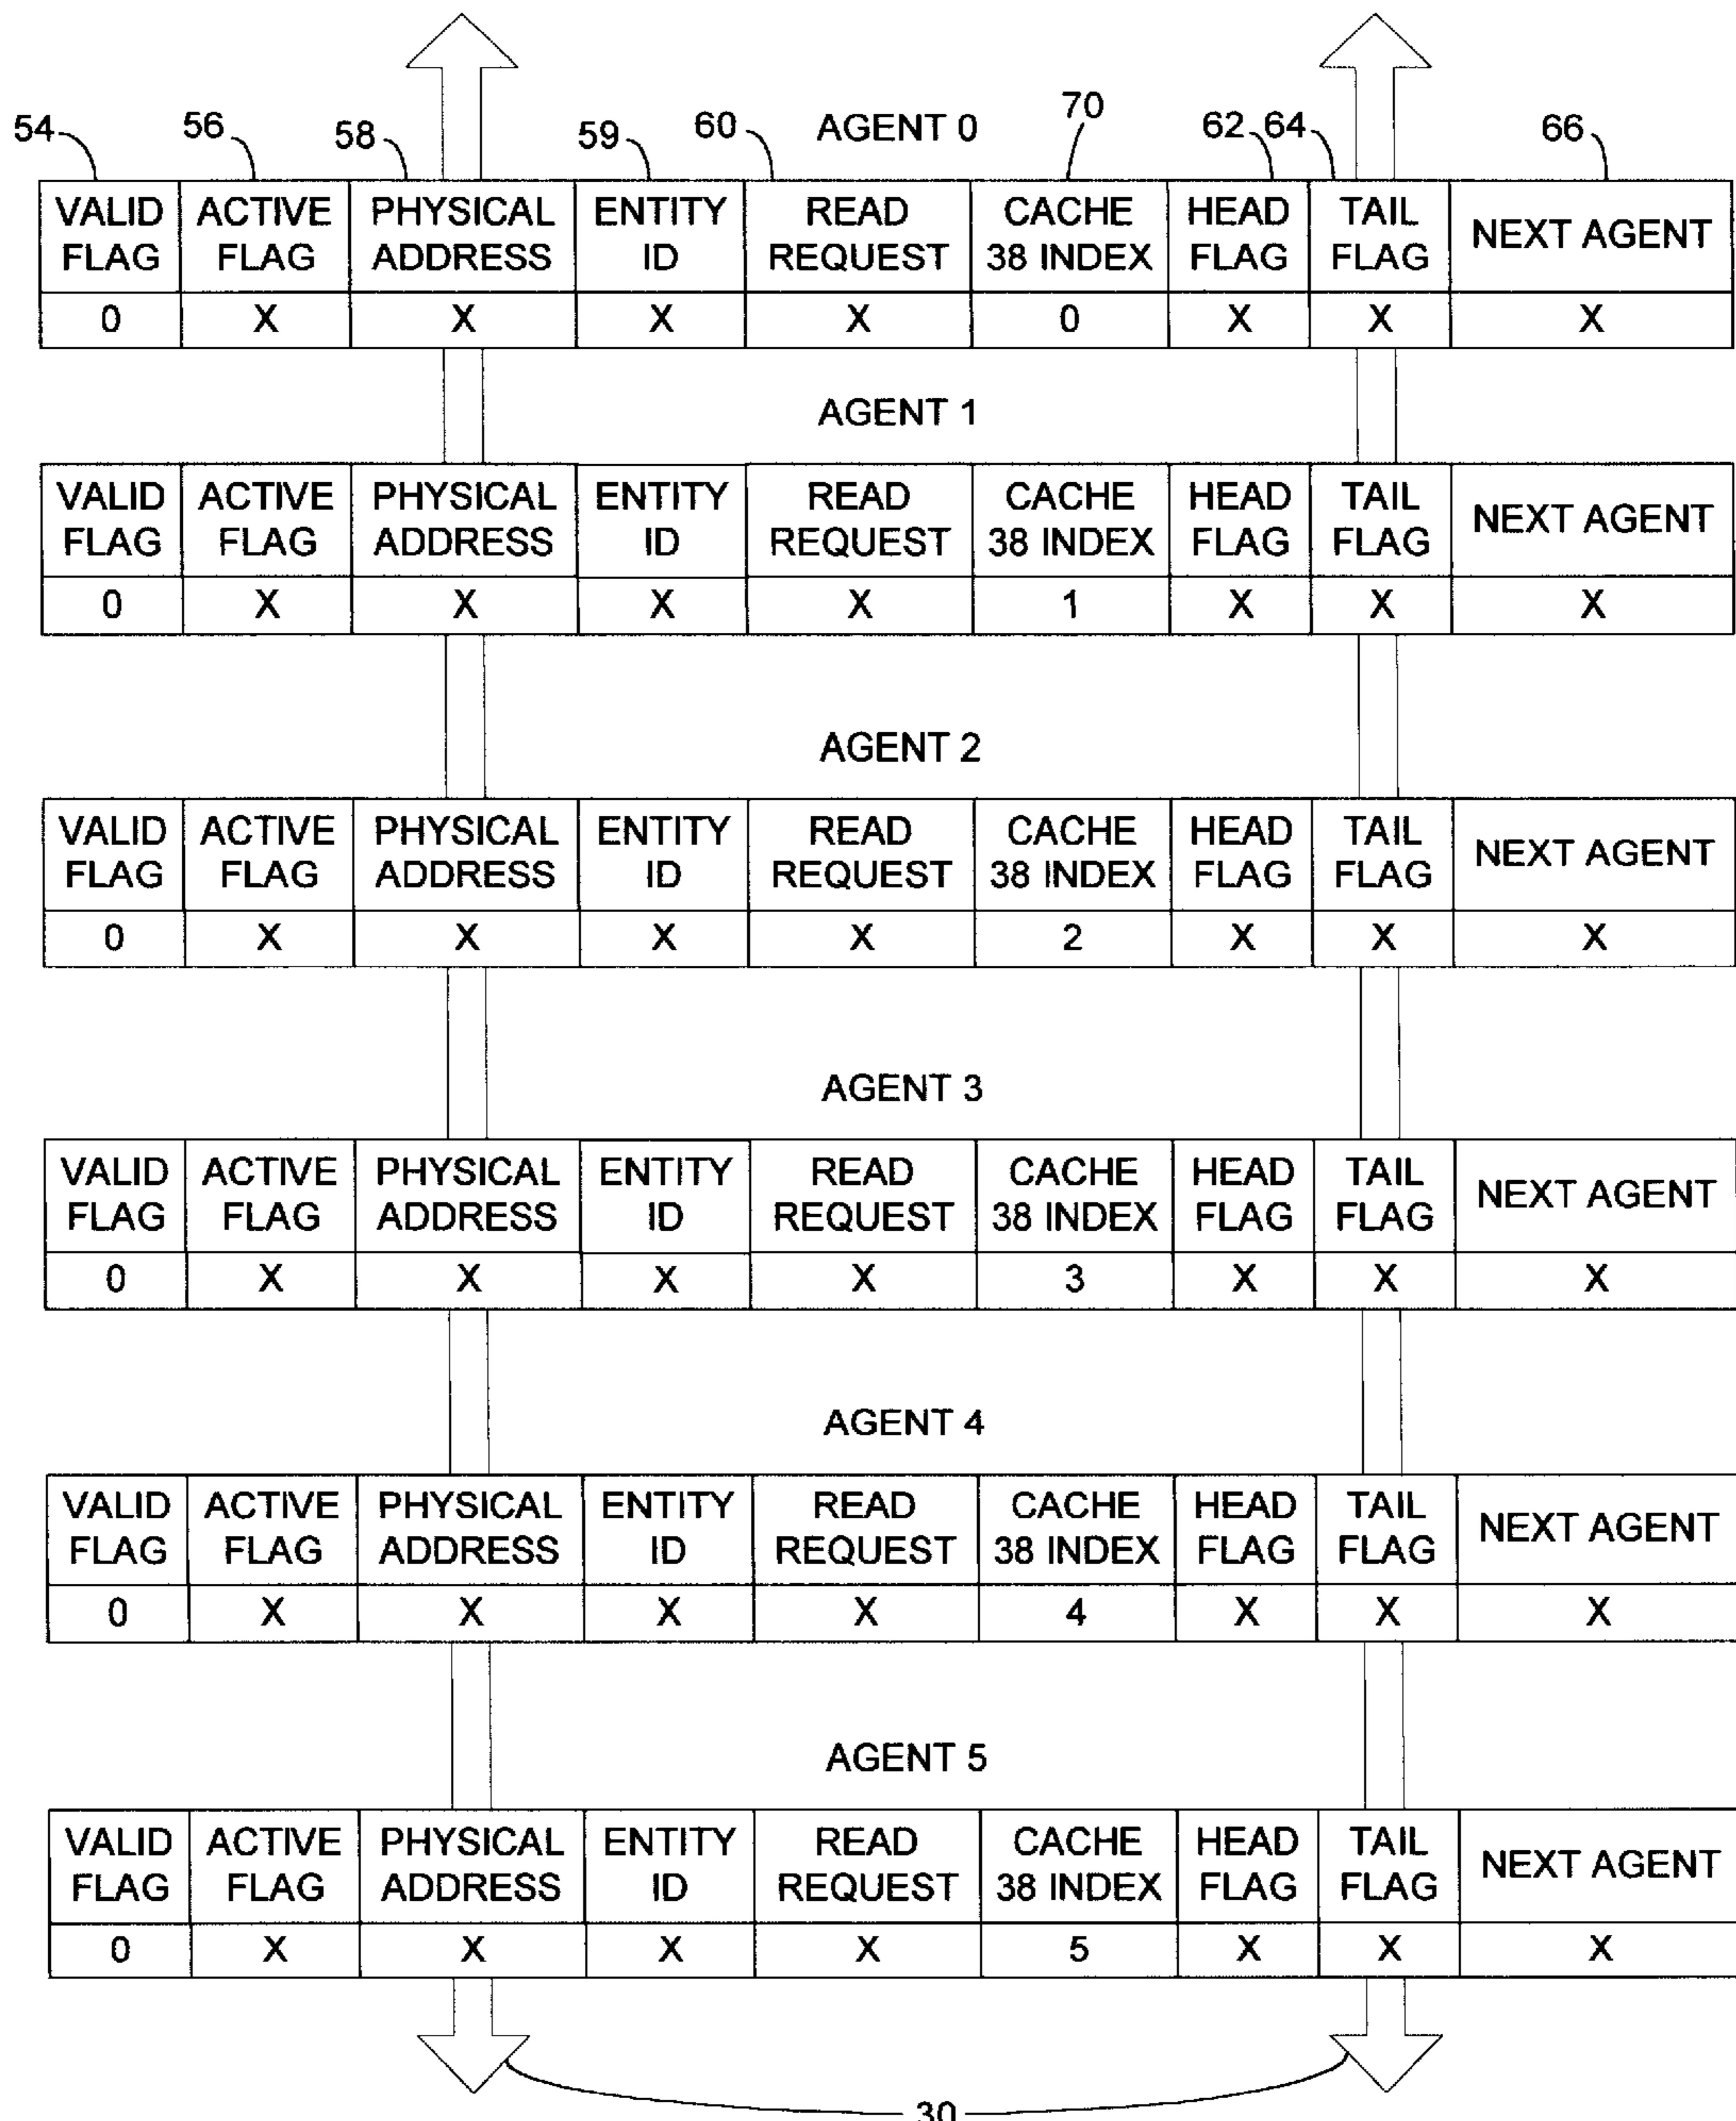 54 56 58 59 60 AGENT 0 70 62 64 66
VALID FLAG ACTIVE FLAG PHYSICAL ADDRESS ENTITY ID READ REQUEST CACHE 38 INDEX HEAD FLAG TAIL FLAG NEXT AGENT
0 X X X X 0 X X X
AGENT 1
VALID FLAG ACTIVE FLAG PHYSICAL ADDRESS ENTITY ID READ REQUEST CACHE 38 INDEX HEAD FLAG TAIL FLAG NEXT AGENT
0 X X X X 1 X X X
AGENT 2
VALID FLAG ACTIVE FLAG PHYSICAL ADDRESS ENTITY ID READ REQUEST CACHE 38 INDEX HEAD FLAG TAIL FLAG NEXT AGENT
0 X X X X 2 X X X
AGENT 3
VALID FLAG ACTIVE FLAG PHYSICAL ADDRESS ENTITY ID READ REQUEST CACHE 38 INDEX HEAD FLAG TAIL FLAG NEXT AGENT
0 X X X X 3 X X X
AGENT 4
VALID FLAG ACTIVE FLAG PHYSICAL ADDRESS ENTITY ID READ REQUEST CACHE 38 INDEX HEAD FLAG TAIL FLAG NEXT AGENT
0 X X X X 4 X X X
AGENT 5
VALID FLAG ACTIVE FLAG PHYSICAL ADDRESS ENTITY ID READ REQUEST CACHE 38 INDEX HEAD FLAG TAIL FLAG NEXT AGENT
0 X X X X 5 X X X
30